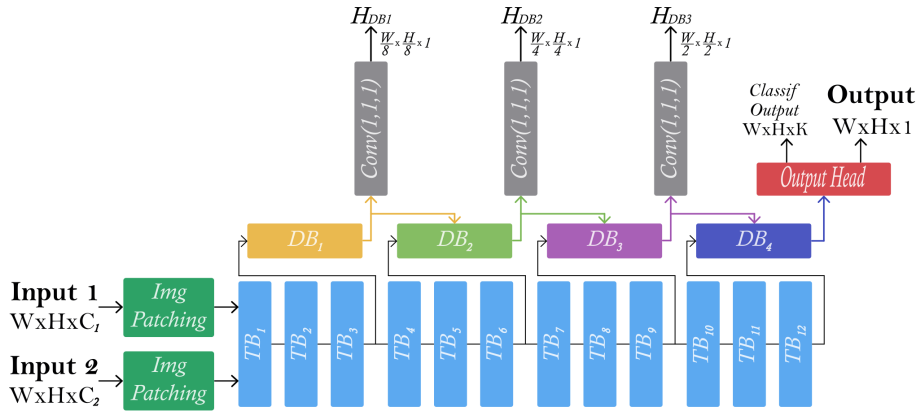 H_DB1
W/8 x H/8 x 1
H_DB2
W/4 x H/4 x 1
H_DB3
W/2 x H/2 x 1
Conv(1,1,1)
Conv(1,1,1)
Conv(1,1,1)
Classif
Output
WxHxK
Output
WxHx1
Output Head
DB₁
DB₂
DB₃
DB₄
Input 1
WxHxC₁
Img
Patching
Input 2
WxHxC₂
Img
Patching
TB₁
TB₂
TB₃
TB₄
TB₅
TB₆
TB₇
TB₈
TB₉
TB₁₀
TB₁₁
TB₁₂